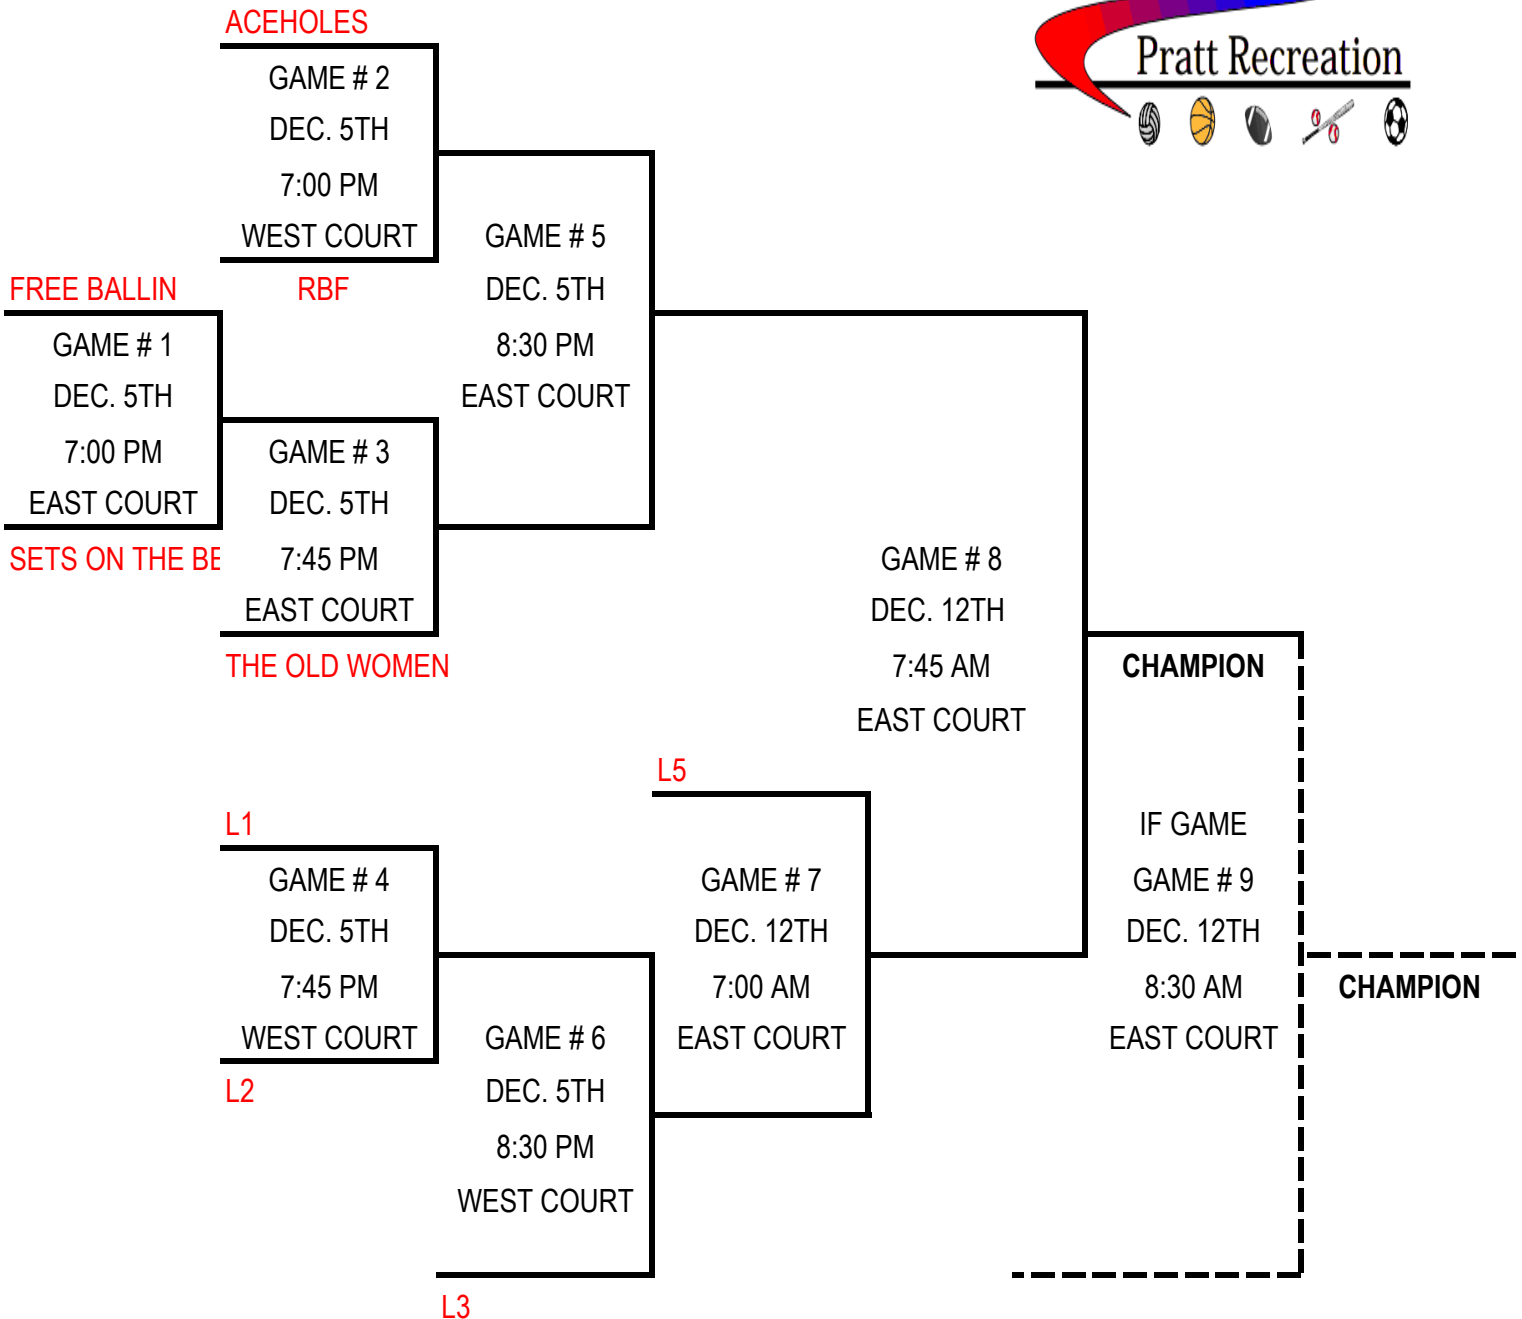 ACEHOLES
Pratt Recreation
GAME # 2
DEC. 5TH
7:00 PM
WEST COURT
RBF
FREE BALLIN
GAME # 1
DEC. 5TH
7:00 PM
EAST COURT
SETS ON THE BE
GAME # 5
DEC. 5TH
8:30 PM
EAST COURT
GAME # 3
DEC. 5TH
7:45 PM
EAST COURT
THE OLD WOMEN
GAME # 8
DEC. 12TH
7:45 AM
EAST COURT
CHAMPION
L5
L1
GAME # 4
DEC. 5TH
7:45 PM
WEST COURT
L2
GAME # 7
DEC. 12TH
7:00 AM
EAST COURT
IF GAME
GAME # 9
DEC. 12TH
8:30 AM
EAST COURT
CHAMPION
GAME # 6
DEC. 5TH
8:30 PM
WEST COURT
L3